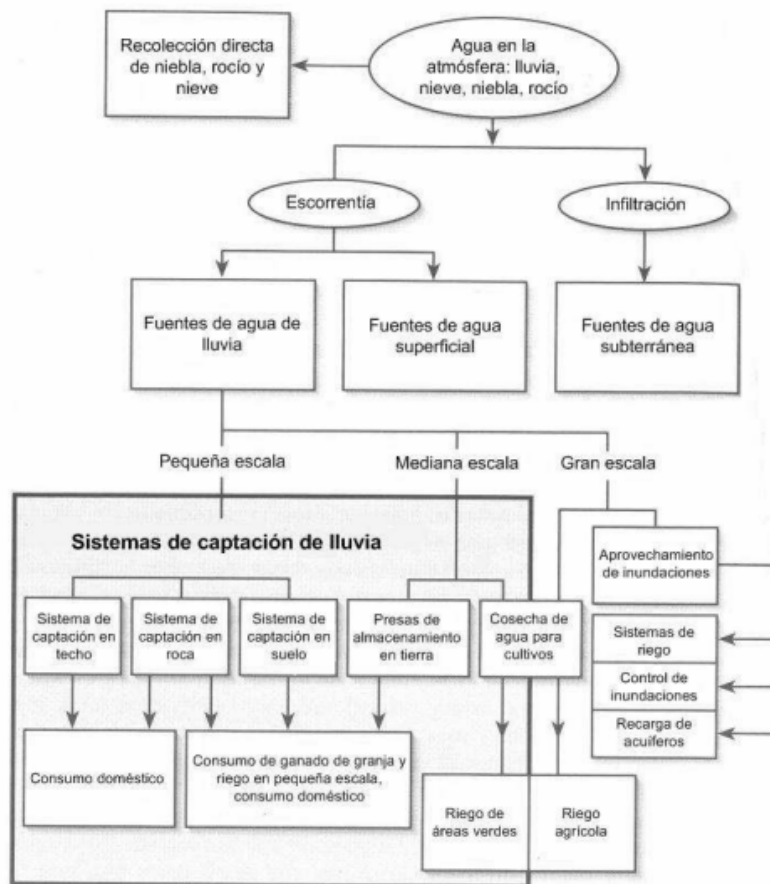 Recolección directa
de niebla, rocío y
nieve
Agua en la
atmósfera: lluvia,
nieve, niebla, rocío
Escorrentía
Infiltración
Fuentes de agua de
lluvia
Fuentes de agua
superficial
Fuentes de agua
subterránea
Pequeña escala
Mediana escala
Gran escala
Sistemas de captación de lluvia
Aprovechamiento
de inundaciones
Sistema de
captación en
techo
Sistema de
captación en
roca
Sistema de
captación en
suelo
Presas de
almacenamiento
en tierra
Cosecha de
agua para
cultivos
Sistemas de
riego
Control de
inundaciones
Recarga de
acuíferos
Consumo doméstico
Consumo de ganado de granja y
riego en pequeña escala,
consumo doméstico
Riego de
áreas verdes
Riego
agrícola